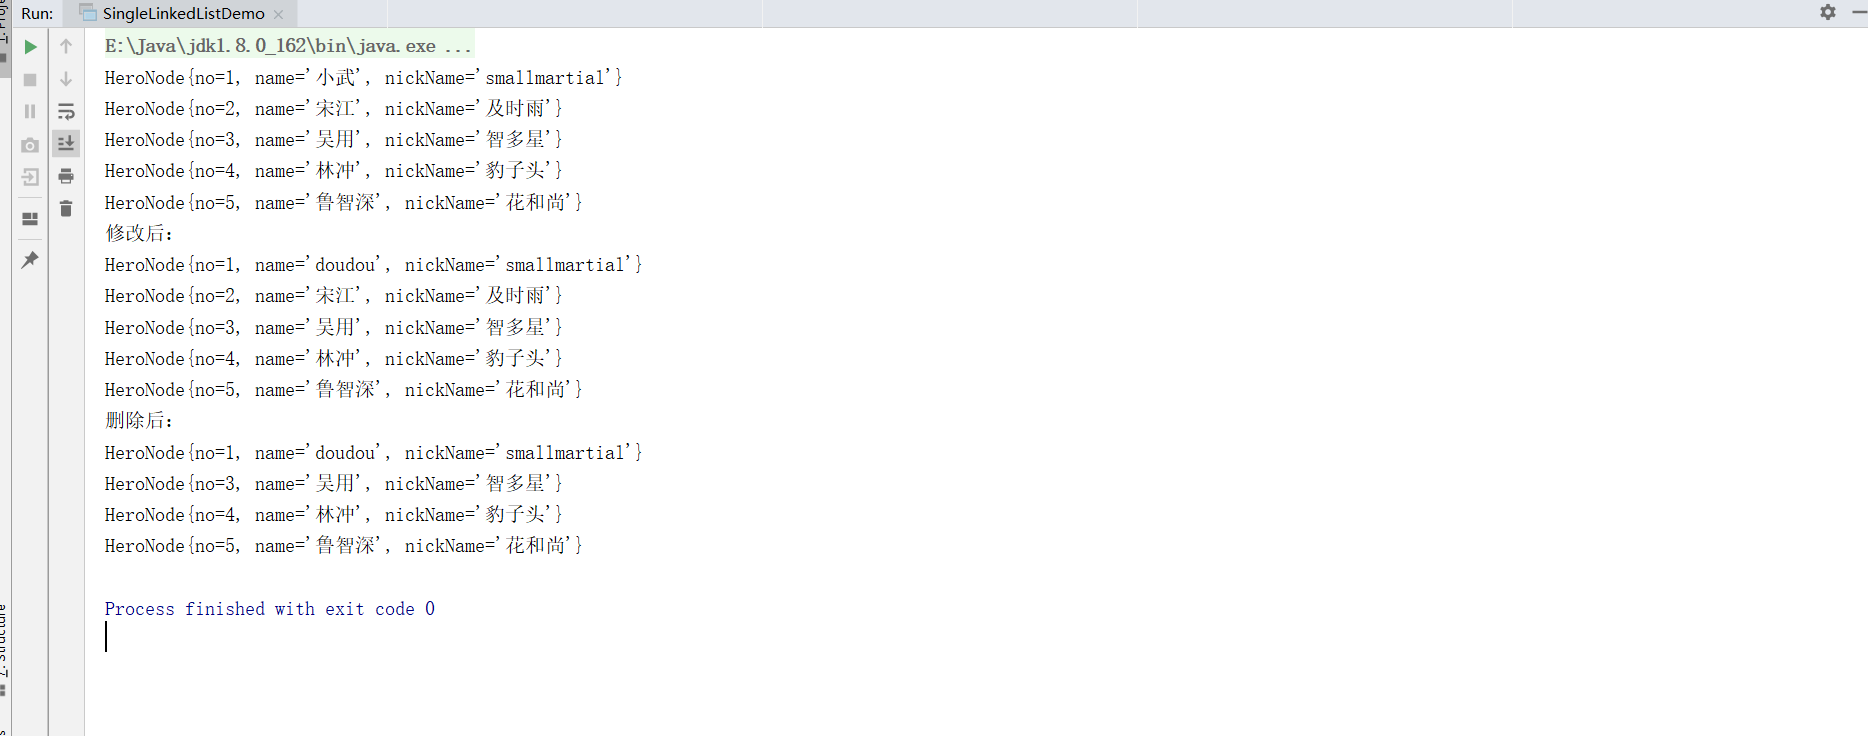 Run: SingleLinkedListDemo
E:\Java\jdk1.8.0_162\bin\java.exe ...
HeroNode{no=1, name='小武', nickName='smallmartial'}
HeroNode{no=2, name='宋江', nickName='及时雨'}
HeroNode{no=3, name='吴用', nickName='智多星'}
HeroNode{no=4, name='林冲', nickName='豹子头'}
HeroNode{no=5, name='鲁智深', nickName='花和尚'}
修改后:
HeroNode{no=1, name='doudou', nickName='smallmartial'}
HeroNode{no=2, name='宋江', nickName='及时雨'}
HeroNode{no=3, name='吴用', nickName='智多星'}
HeroNode{no=4, name='林冲', nickName='豹子头'}
HeroNode{no=5, name='鲁智深', nickName='花和尚'}
删除后:
HeroNode{no=1, name='doudou', nickName='smallmartial'}
HeroNode{no=3, name='吴用', nickName='智多星'}
HeroNode{no=4, name='林冲', nickName='豹子头'}
HeroNode{no=5, name='鲁智深', nickName='花和尚'}
Process finished with exit code 0
Structure